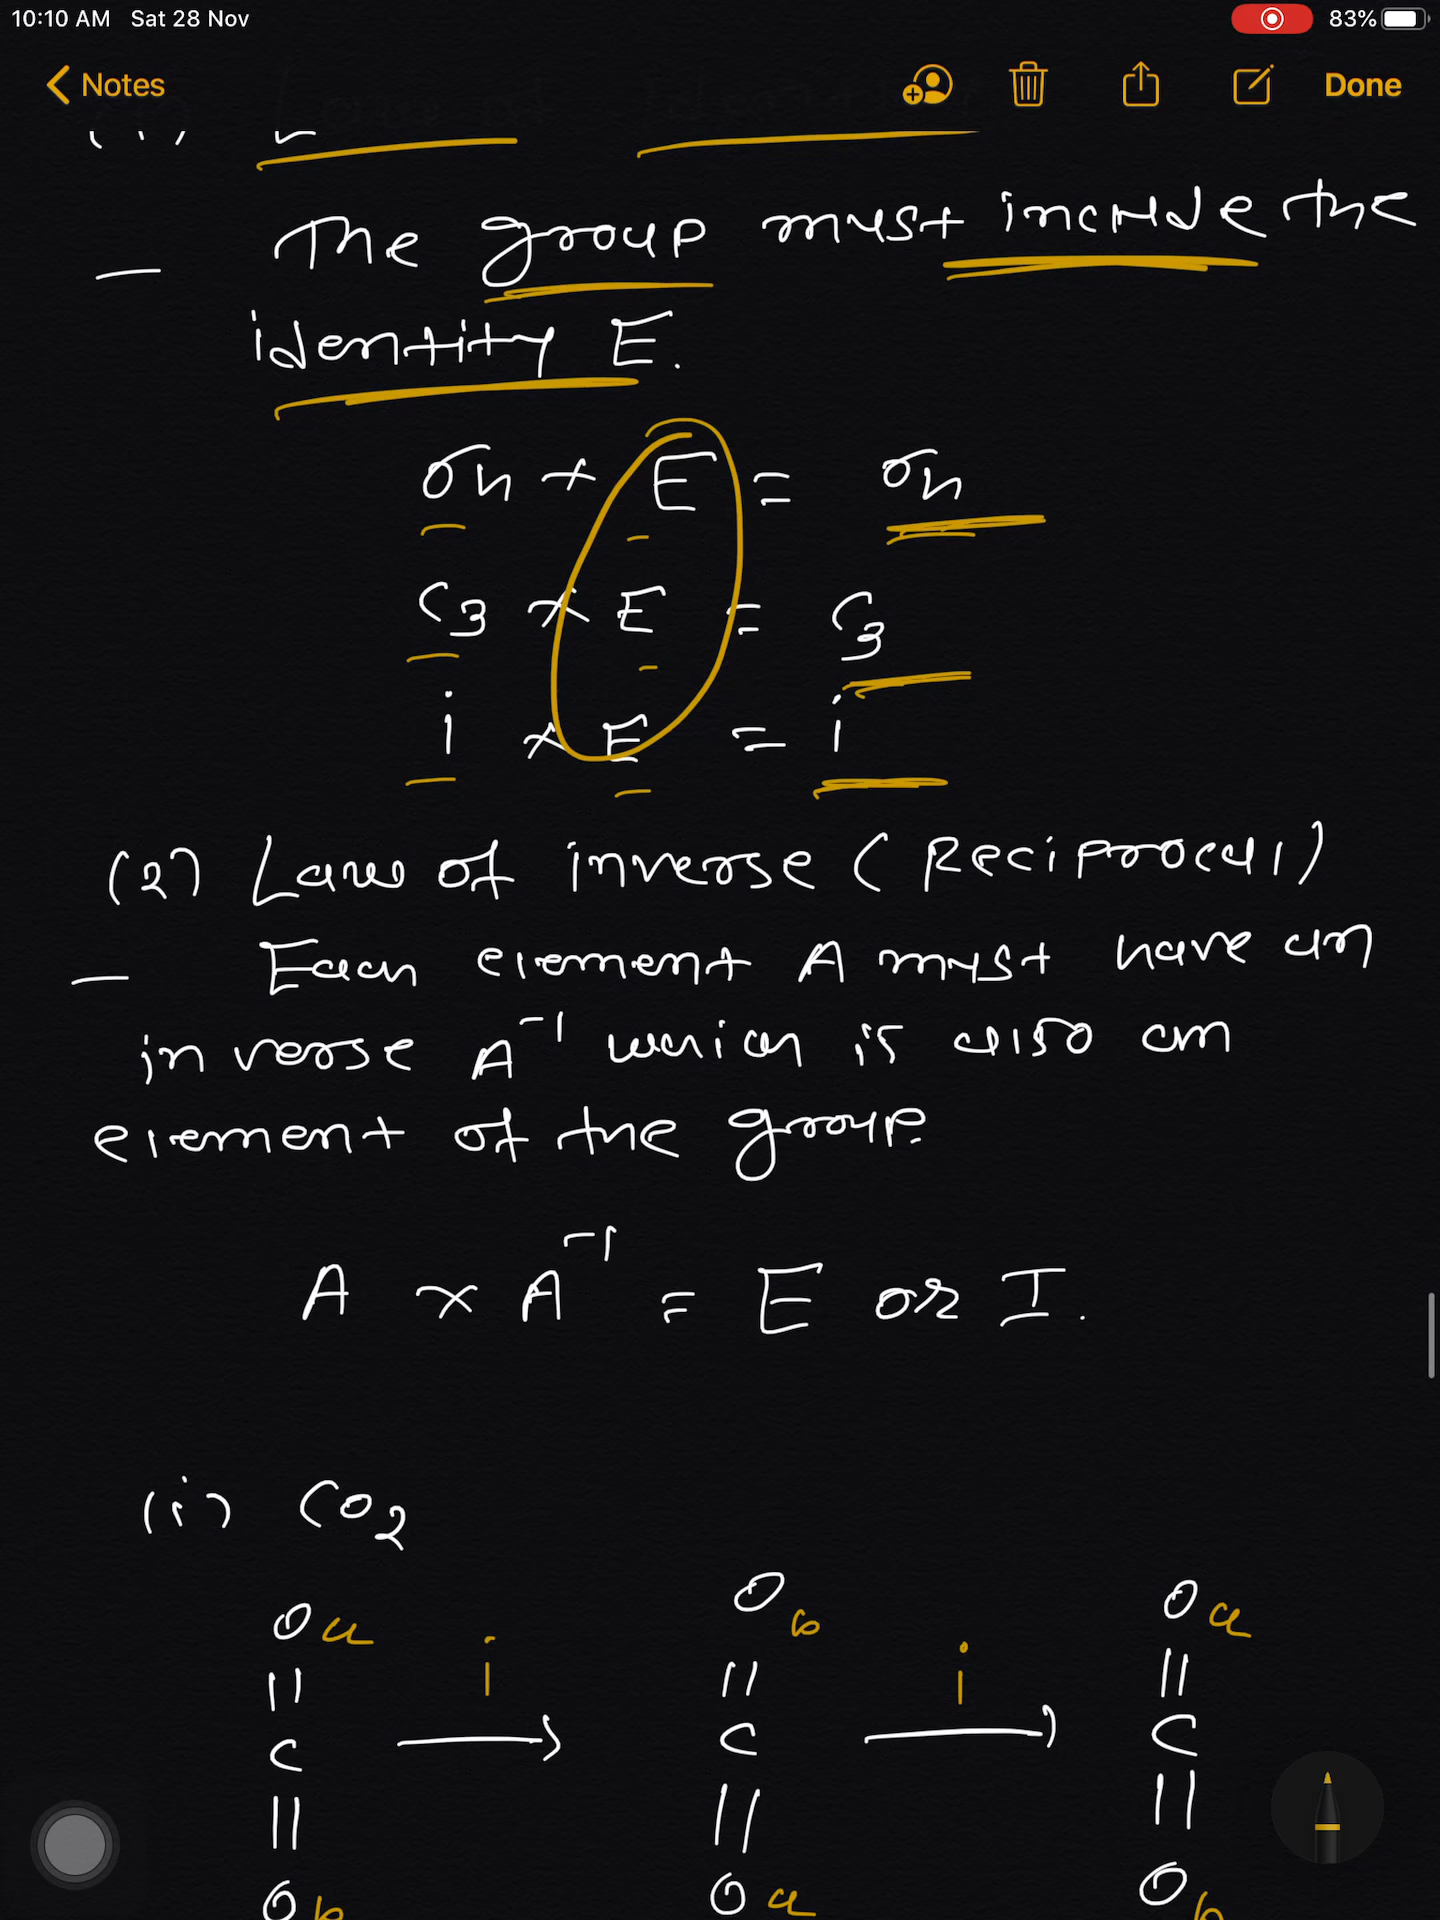 10:10 AM Sat 28 Nov 83%
Notes Done
The group must include the
identity E.
σh × E = σh
C3 × E = C3
i × E = i
(2) Law of inverse (Reciprocal)
— Each element A must have an
inverse A⁻¹ which is also an
element of the group.
A × A⁻¹ = E or I.
(i) CO2
Oa Ob Oa
|| i || i ||
C C C
|| || ||
Ob Oa Ob